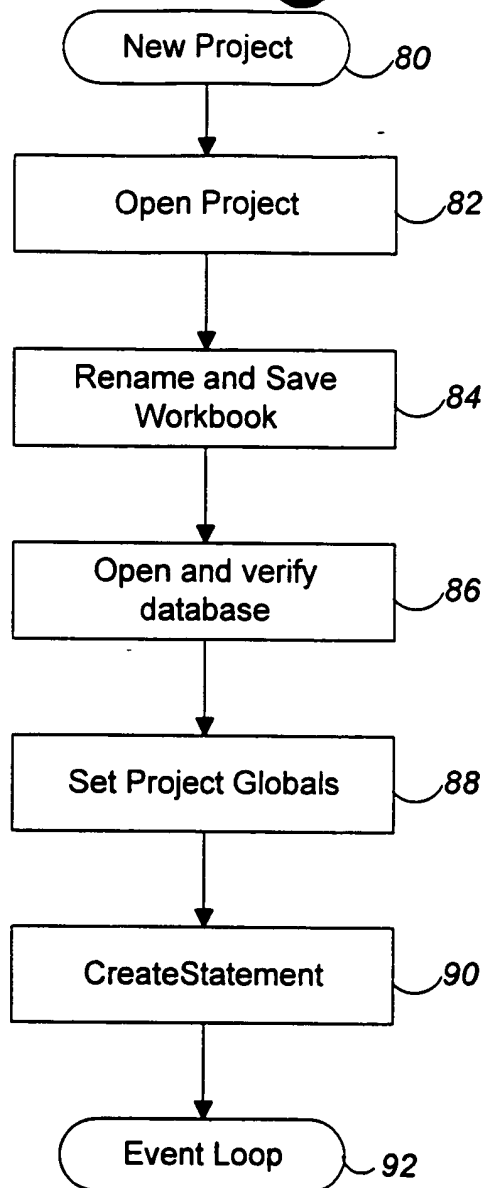 New Project
80
Open Project
82
Rename and Save
Workbook
84
Open and verify
database
86
Set Project Globals
88
CreateStatement
90
Event Loop
92